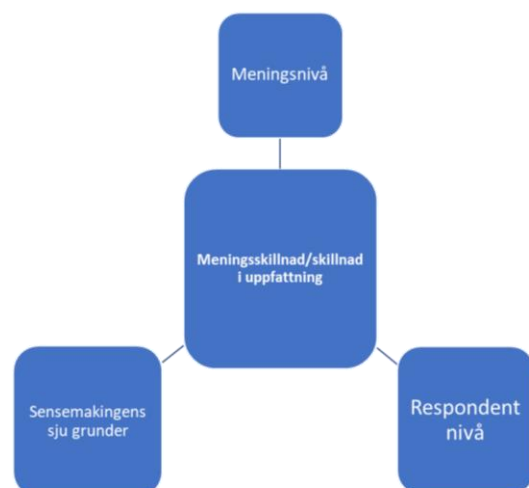 Meningsnivå
Meningsskillnad/skillnad
i uppfattning
Sensemakingens
sju grunder
Respondent
nivå